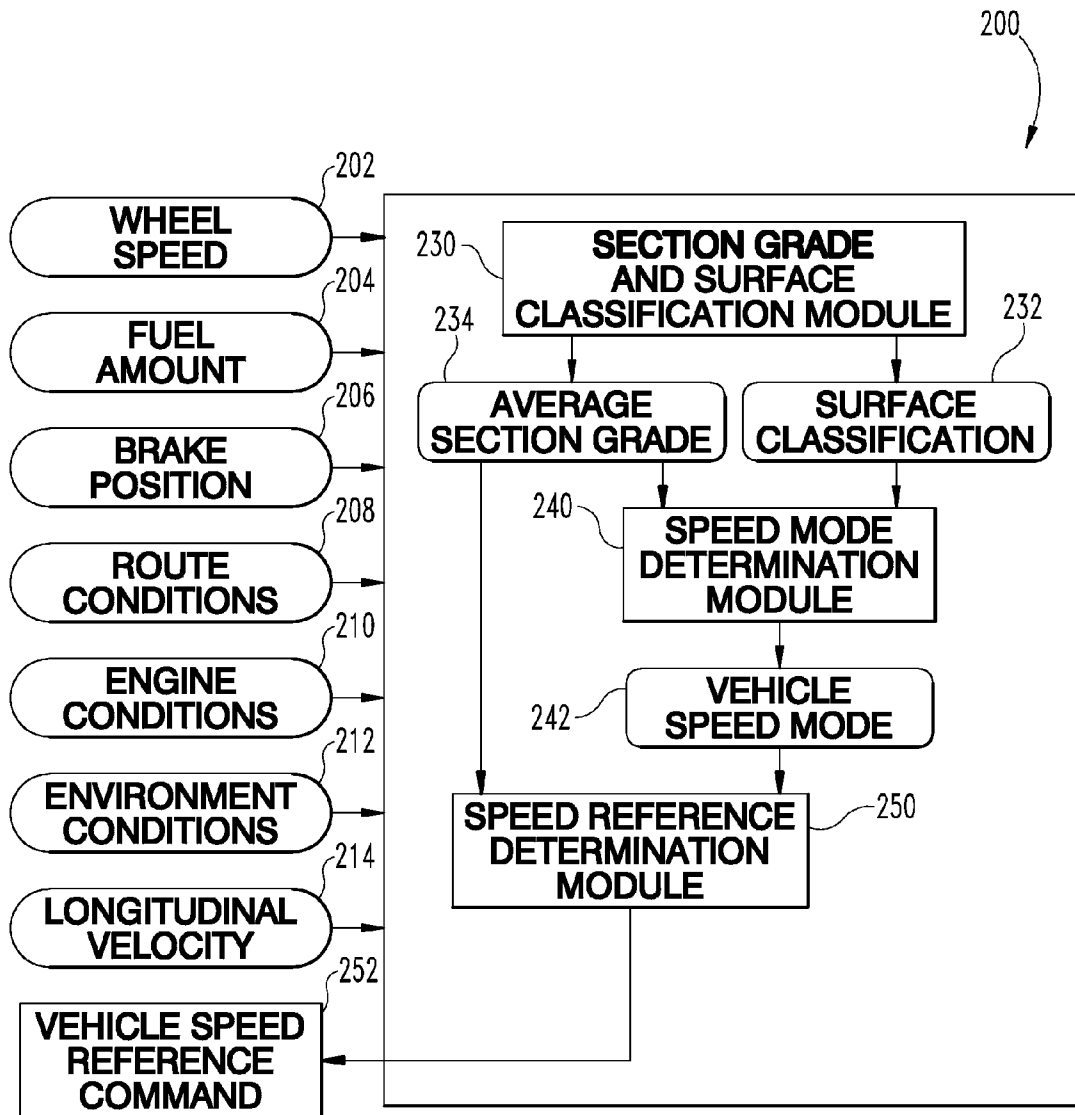 200
202
WHEEL
SPEED
204
FUEL
AMOUNT
206
BRAKE
POSITION
208
ROUTE
CONDITIONS
210
ENGINE
CONDITIONS
212
ENVIRONMENT
CONDITIONS
214
LONGITUDINAL
VELOCITY
252
VEHICLE SPEED
REFERENCE
COMMAND
230
SECTION GRADE
AND SURFACE
CLASSIFICATION MODULE
234
AVERAGE
SECTION GRADE
232
SURFACE
CLASSIFICATION
240
SPEED MODE
DETERMINATION
MODULE
242
VEHICLE
SPEED MODE
250
SPEED REFERENCE
DETERMINATION
MODULE